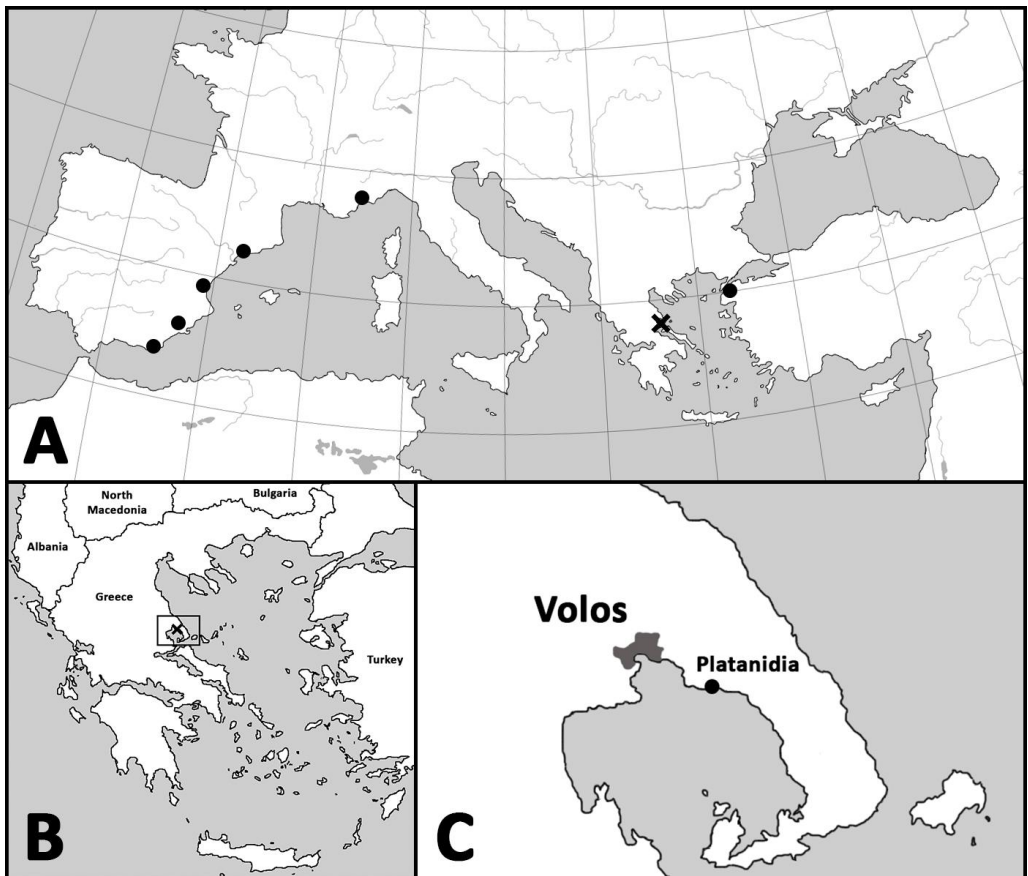 A
North
Macedonia
Bulgaria
Albania
Greece
Turkey
B
Volos
Platanidia
C